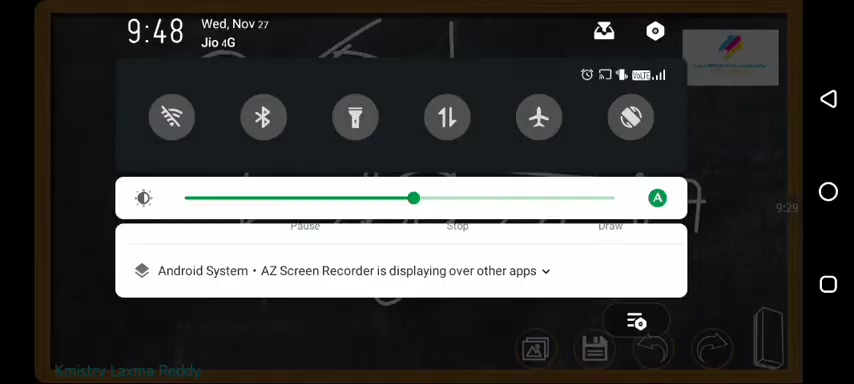 9:48
Wed, Nov 27
Jio 4G
VoLTE
A
9:29
Pause Stop Draw
Android System • AZ Screen Recorder is displaying over other apps
Kmistry Laxma Reddy